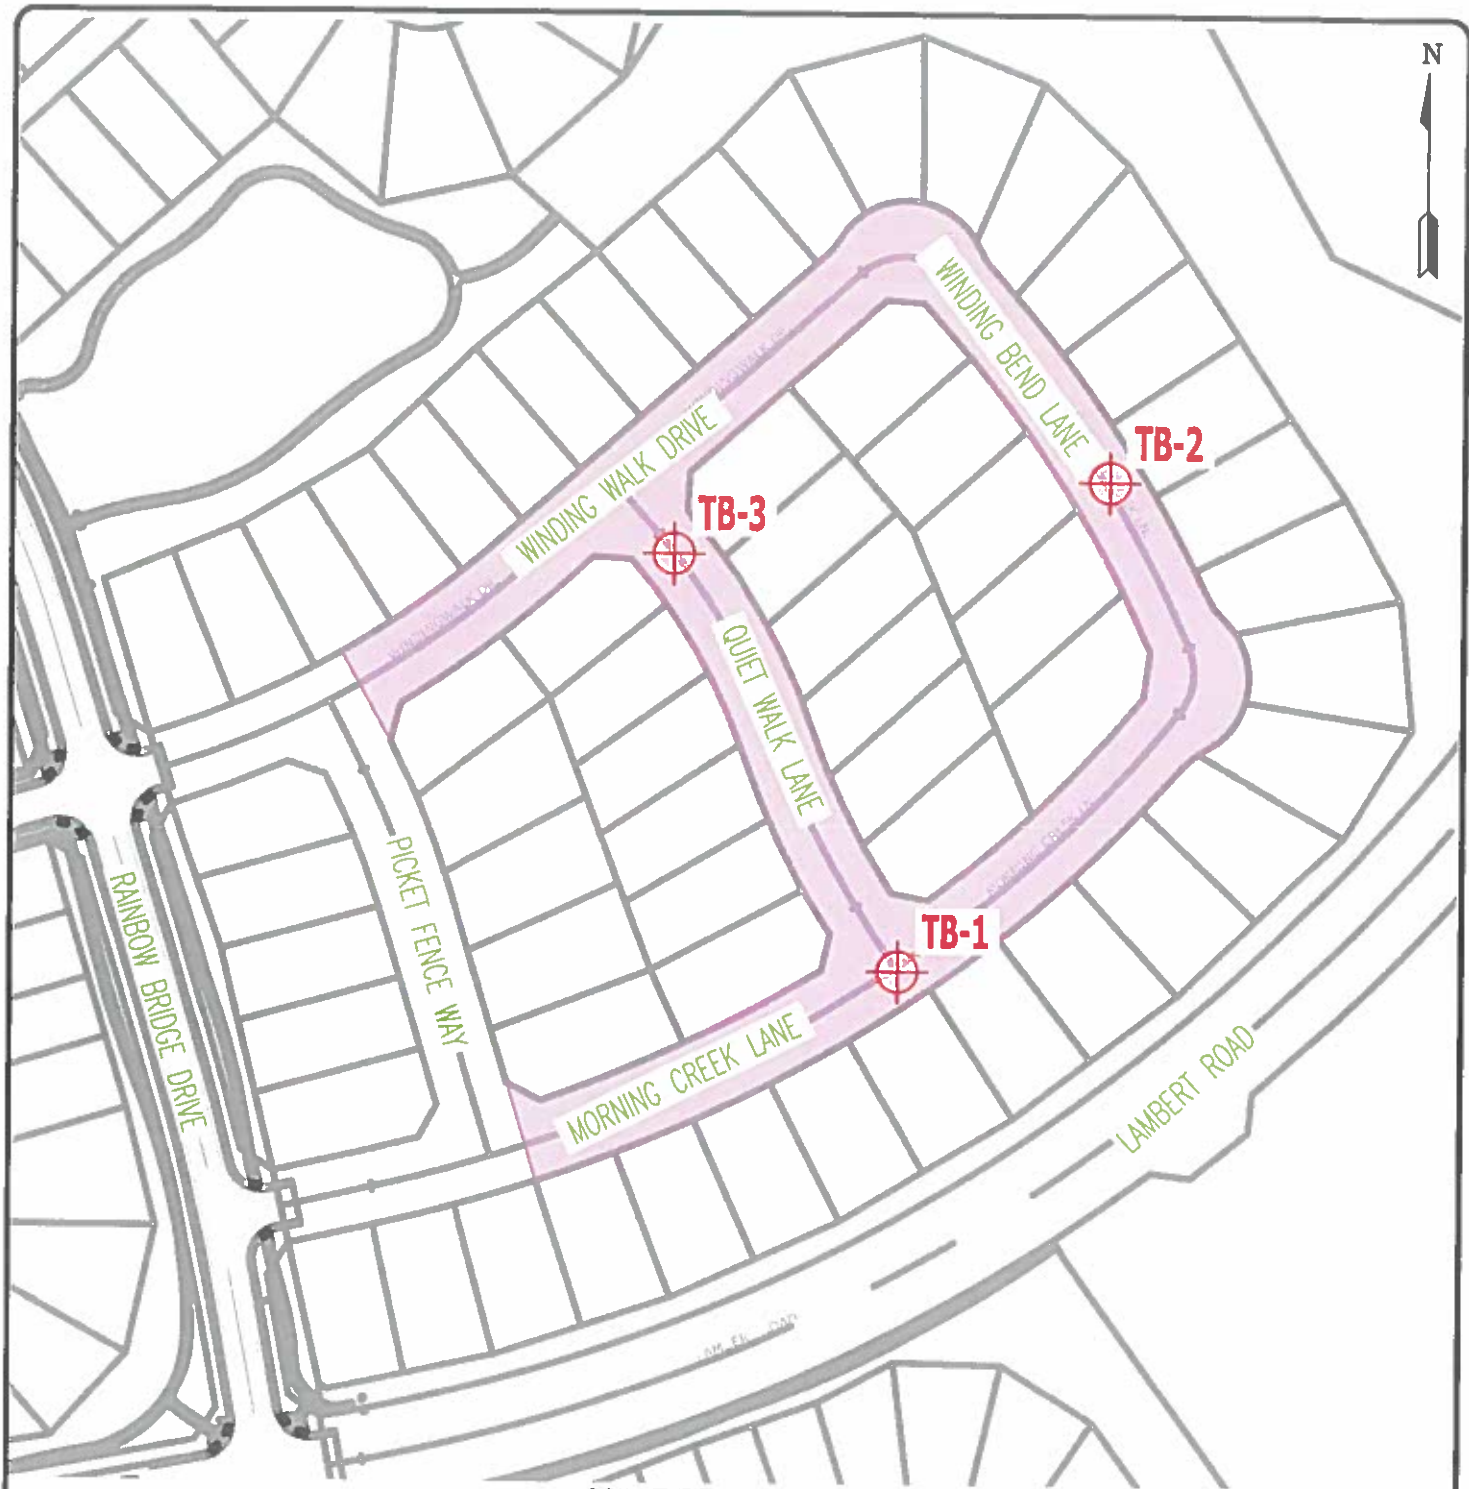 N
WINDING BEND LANE
TB-2
WINDING WALK DRIVE
TB-3
QUIET WALK LANE
PICKET FENCE WAY
RAINBOW BRIDGE DRIVE
TB-1
MORNING CREEK LANE
LAMBERT ROAD